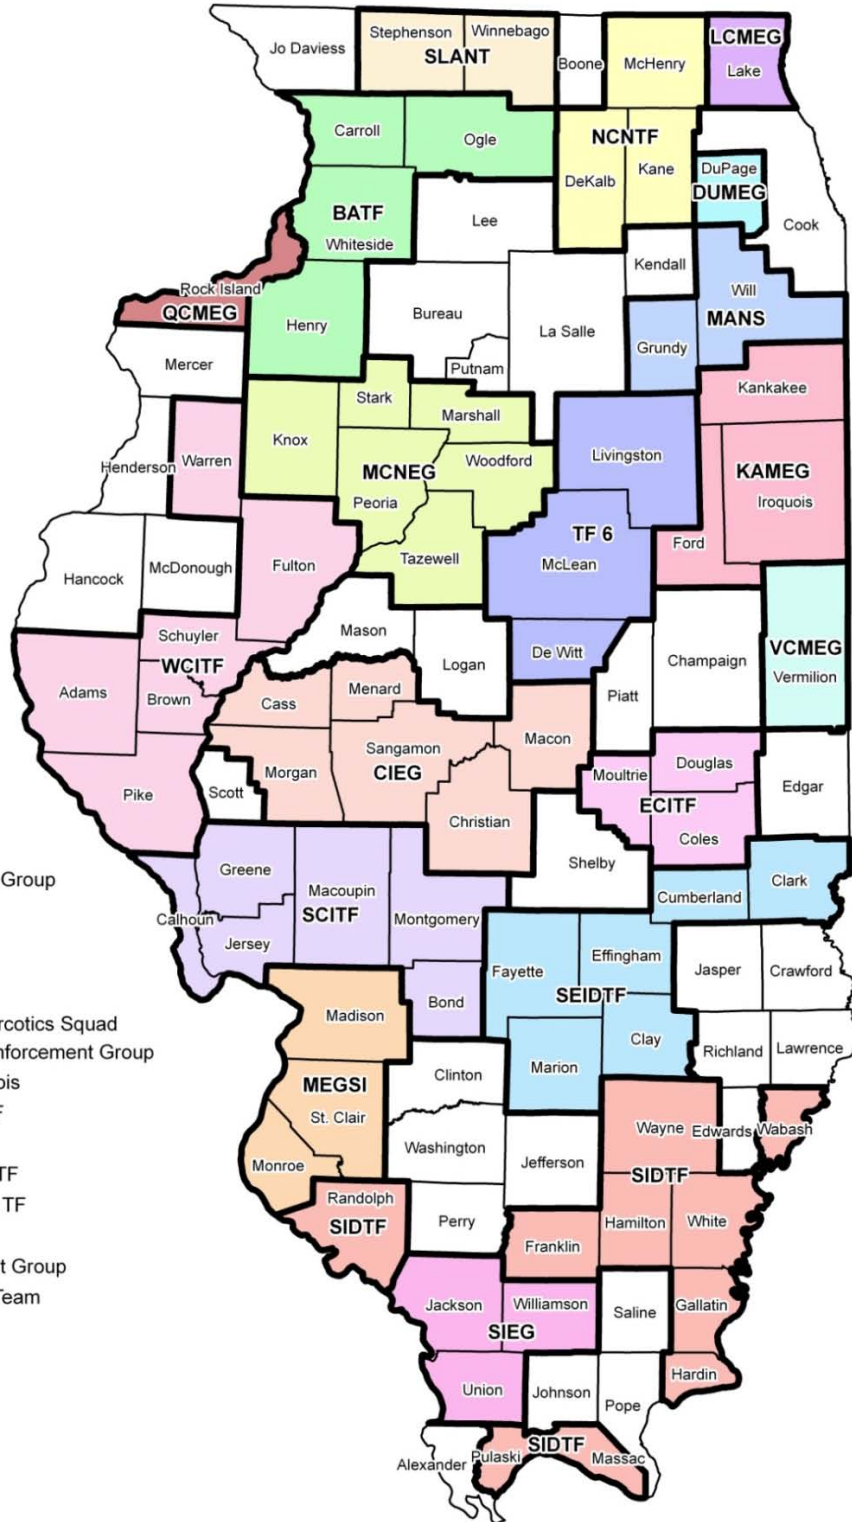 Jo Daviess
Stephenson
Winnebago
SLANT
Boone
McHenry
LCMEG
Lake
Carroll
Ogle
NCNTF
DeKalb
Kane
DuPage
DUMEG
Cook
BATF
Whiteside
Lee
Kendall
Rock Island
QCMEG
Henry
Bureau
La Salle
Will
MANS
Grundy
Mercer
Putnam
Kankakee
Stark
Marshall
Knox
Henderson
Warren
MCNEG
Woodford
Peoria
Livingston
KAMEG
Iroquois
TF 6
Ford
McLean
Hancock
McDonough
Fulton
Tazewell
Mason
Schuyler
WCITF
Logan
De Witt
Champaign
VCMEG
Vermilion
Adams
Brown
Cass
Menard
Piatt
Sangamon
CIEG
Macon
Pike
Scott
Morgan
Christian
Moultrie
Douglas
ECITF
Coles
Edgar
Group
Greene
Macoupin
SCITF
Calhoun
Jersey
Montgomery
Shelby
Cumberland
Clark
Fayette
Effingham
SEIDTF
Jasper
Crawford
Bond
Madison
Clay
Marion
Richland
Lawrence
rcotics Squad
nforcement Group
ois
F
TF
TF
t Group
Team
MEGSI
St. Clair
Monroe
Clinton
Washington
Jefferson
Wayne
Edwards
Wabash
SIDTF
Randolph
SIDTF
Perry
Franklin
Hamilton
White
Jackson
Williamson
SIEG
Saline
Gallatin
Union
Johnson
Pope
Hardin
Alexander
Pulaski
SIDTF
Massac